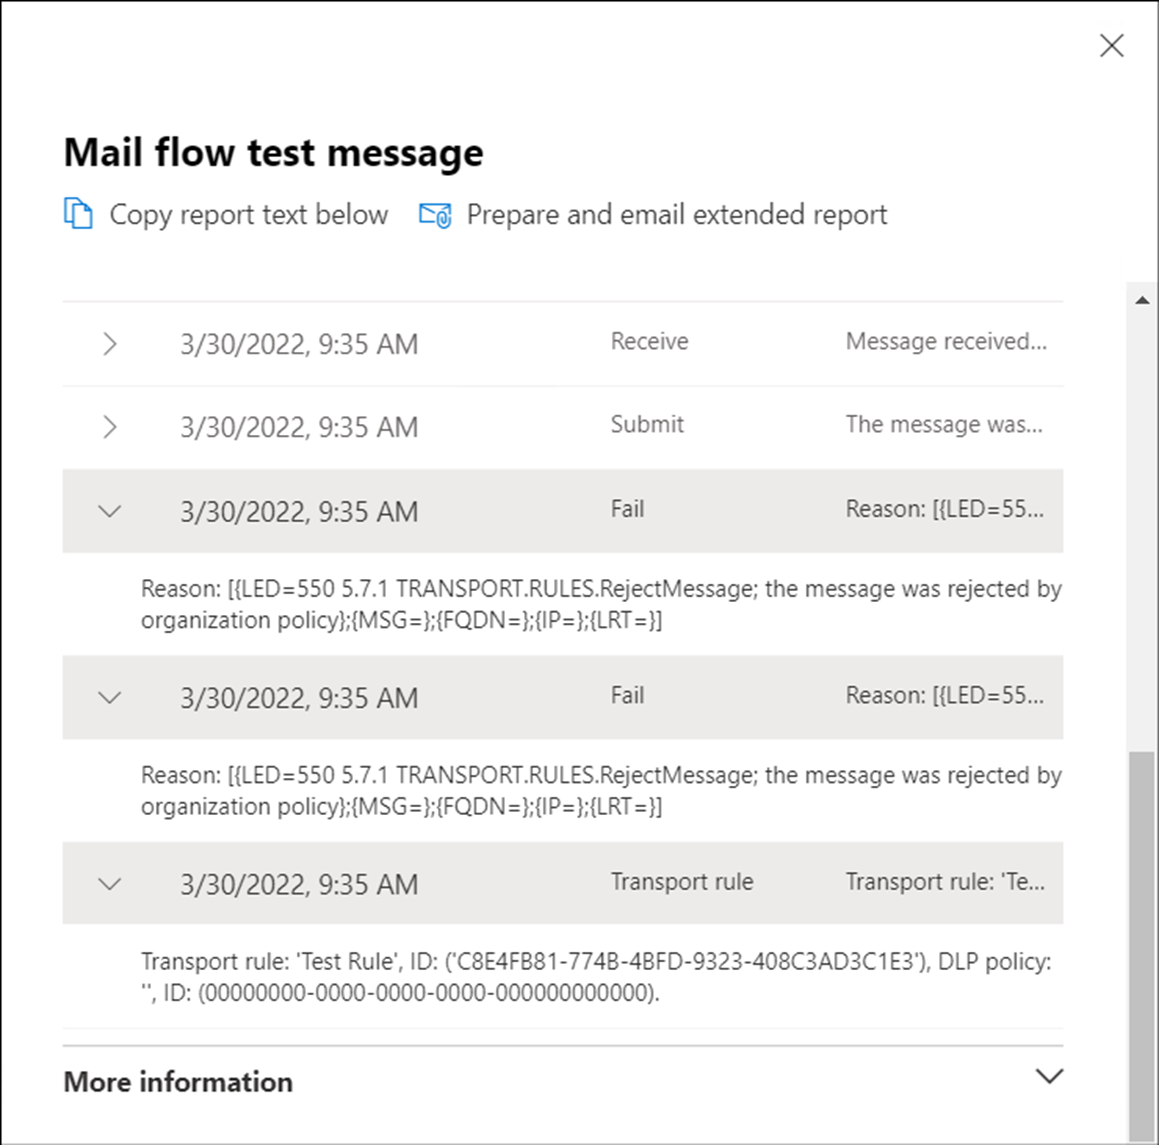 Mail flow test message
Copy report text below Prepare and email extended report
3/30/2022, 9:35 AM Receive Message received...
3/30/2022, 9:35 AM Submit The message was...
3/30/2022, 9:35 AM Fail Reason: [{LED=55...
Reason: [{LED=550 5.7.1 TRANSPORT.RULES.RejectMessage; the message was rejected by
organization policy};{MSG=};{FQDN=};{IP=};{LRT=}]
3/30/2022, 9:35 AM Fail Reason: [{LED=55...
Reason: [{LED=550 5.7.1 TRANSPORT.RULES.RejectMessage; the message was rejected by
organization policy};{MSG=};{FQDN=};{IP=};{LRT=}]
3/30/2022, 9:35 AM Transport rule Transport rule: 'Te...
Transport rule: 'Test Rule', ID: ('C8E4FB81-774B-4BFD-9323-408C3AD3C1E3'), DLP policy:
'', ID: (00000000-0000-0000-0000-000000000000).
More information